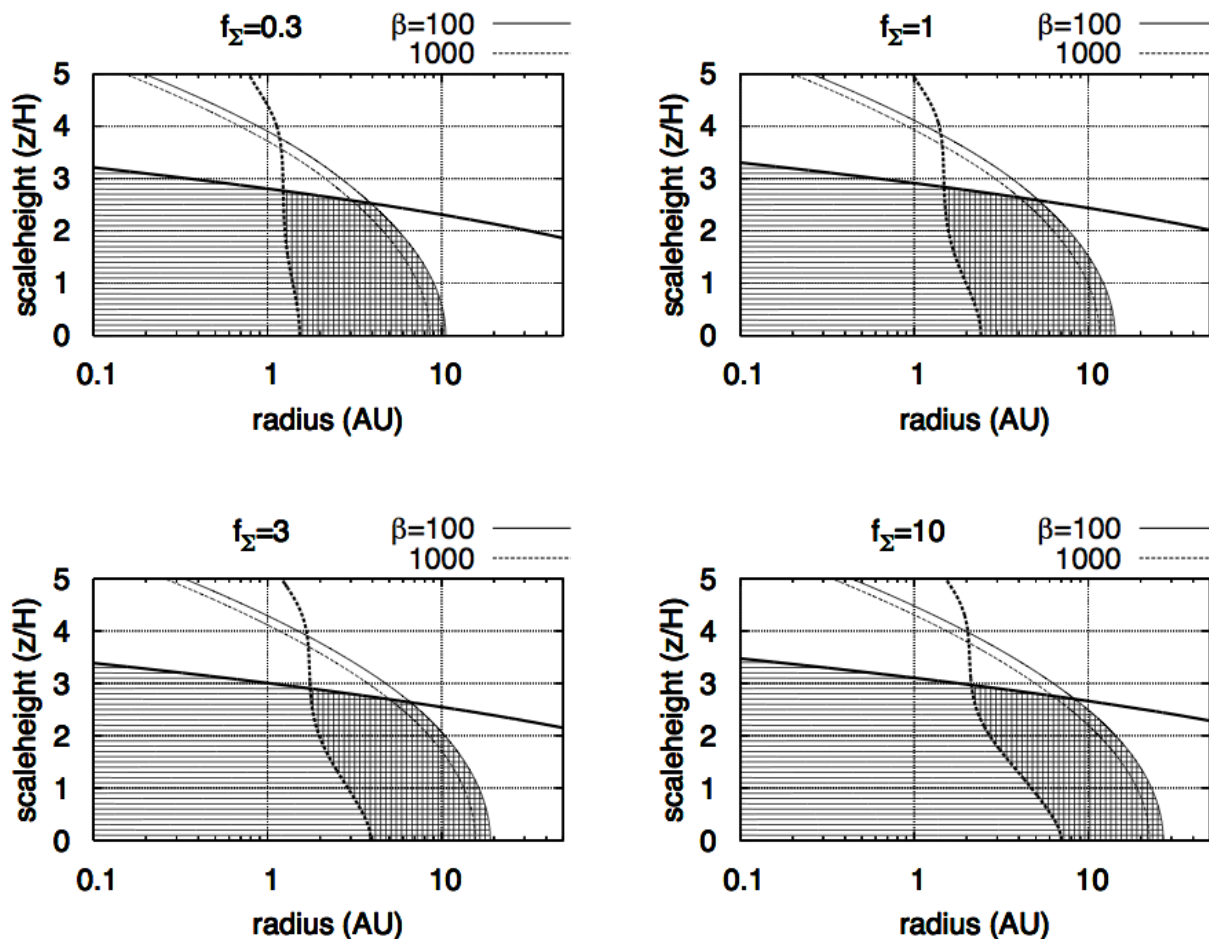 f_Σ=0.3 β=100
1000
scaleheight (z/H)
5
4
3
2
1
0
0.1 1 10
radius (AU)
f_Σ=1 β=100
1000
scaleheight (z/H)
5
4
3
2
1
0
0.1 1 10
radius (AU)
f_Σ=3 β=100
1000
scaleheight (z/H)
5
4
3
2
1
0
0.1 1 10
radius (AU)
f_Σ=10 β=100
1000
scaleheight (z/H)
5
4
3
2
1
0
0.1 1 10
radius (AU)